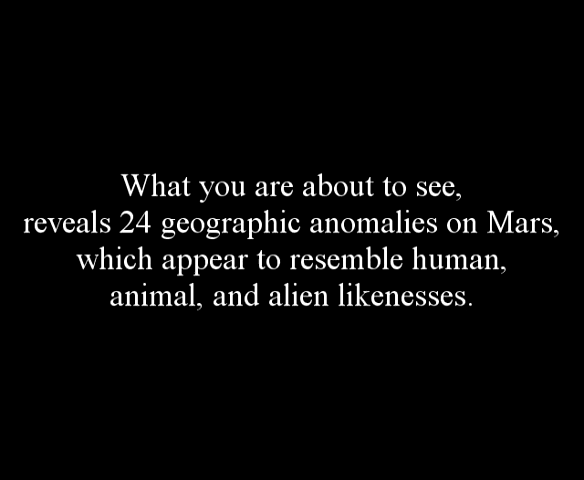 What you are about to see,
reveals 24 geographic anomalies on Mars,
which appear to resemble human,
animal, and alien likenesses.